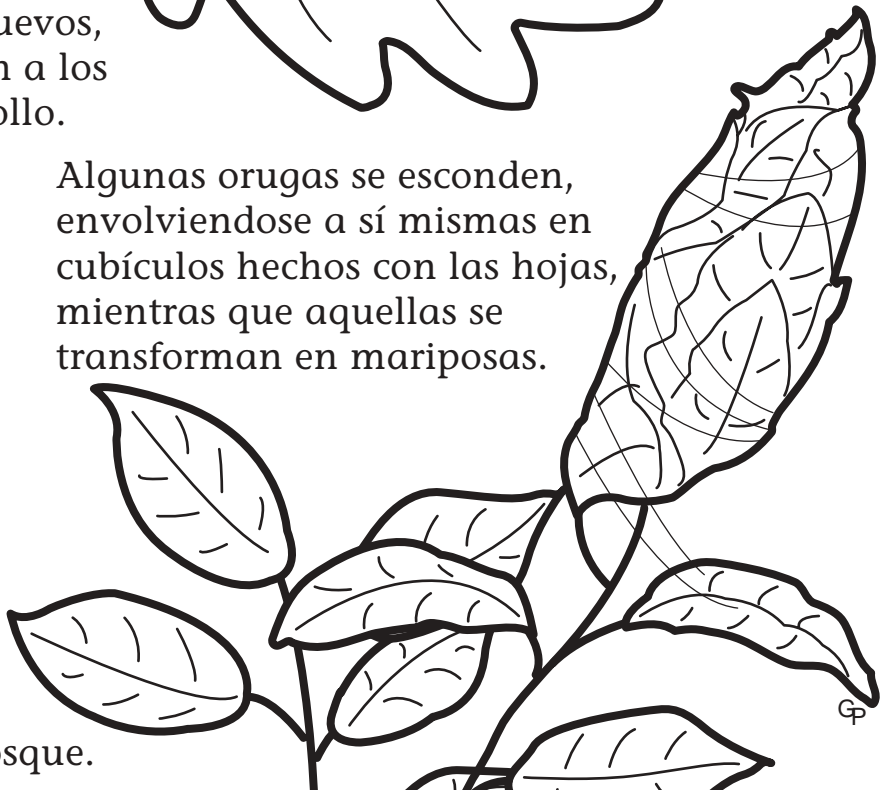 uevos,
n a los
ollo.
Algunas orugas se esconden,
envolviendose a sí mismas en
cubículos hechos con las hojas,
mientras que aquellas se
transforman en mariposas.
GP
osque.